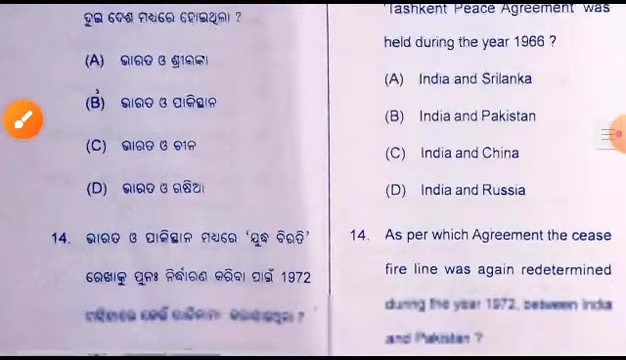 ଦୁଇ ଦେଶ ମଧ୍ୟରେ ହୋଇଥିଲା ?
(A) ଭାରତ ଓ ଶ୍ରୀଲଙ୍କା
(B) ଭାରତ ଓ ପାକିସ୍ଥାନ
(C) ଭାରତ ଓ ଚୀନ
(D) ଭାରତ ଓ ଋଷିଆ
14. ଭାରତ ଓ ପାକିସ୍ଥାନ ମଧ୍ୟରେ 'ଯୁଦ୍ଧ ବିରତି'
ରେଖାକୁ ପୁନଃ ନିର୍ଦ୍ଧାରଣ କରିବା ପାଇଁ 1972
'Tashkent Peace Agreement' was
held during the year 1966 ?
(A) India and Srilanka
(B) India and Pakistan
(C) India and China
(D) India and Russia
14. As per which Agreement the cease
fire line was again redetermined
during the year 1972, between India
and Pakistan ?